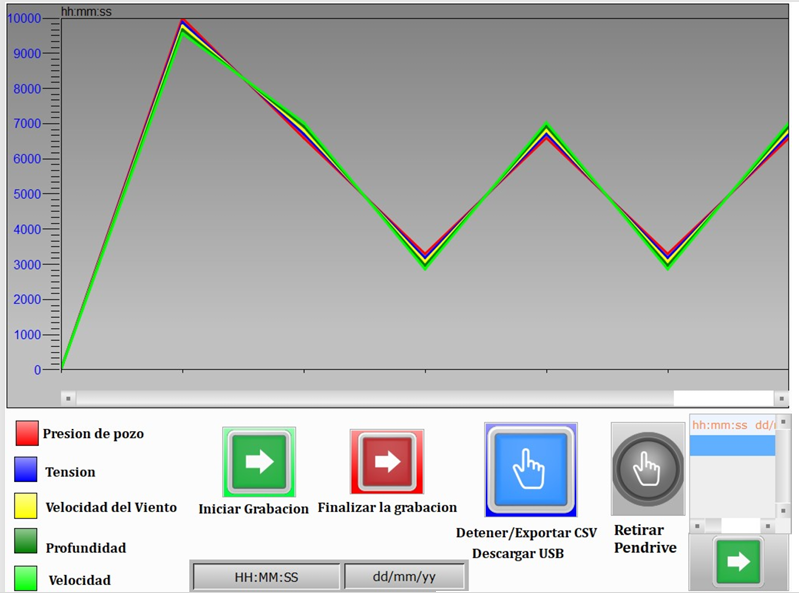 hh:mm:ss
10000
9000
8000
7000
6000
5000
4000
3000
2000
1000
0
Presion de pozo
Tension
Velocidad del Viento
Profundidad
Velocidad
Iniciar Grabacion
Finalizar la grabacion
Detener/Exportar CSV
Descargar USB
Retirar
Pendrive
hh:mm:ss dd/
HH:MM:SS
dd/mm/yy